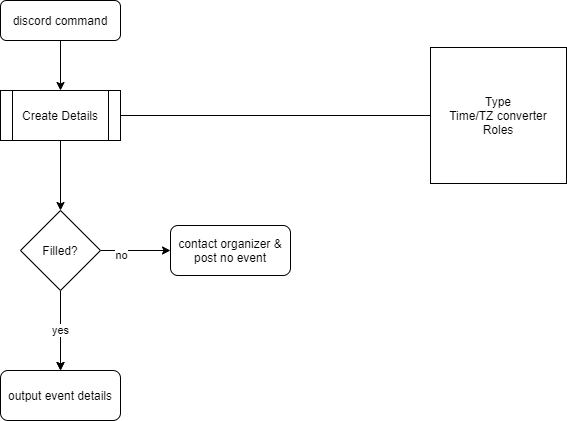 discord command
Create Details
Type
Time/TZ converter
Roles
Filled?
no
contact organizer &
post no event
yes
output event details